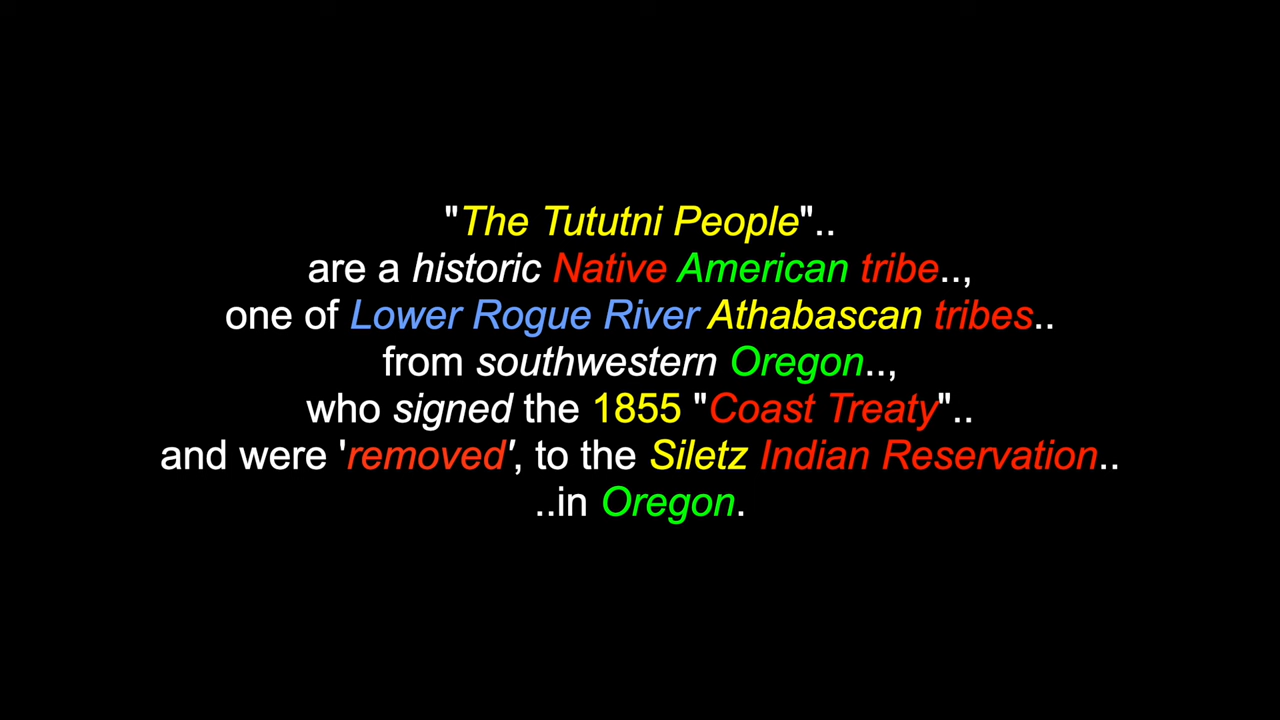 "The Tututni People"..
are a historic Native American tribe..,
one of Lower Rogue River Athabascan tribes..
from southwestern Oregon..,
who signed the 1855 "Coast Treaty"..
and were 'removed', to the Siletz Indian Reservation..
..in Oregon.